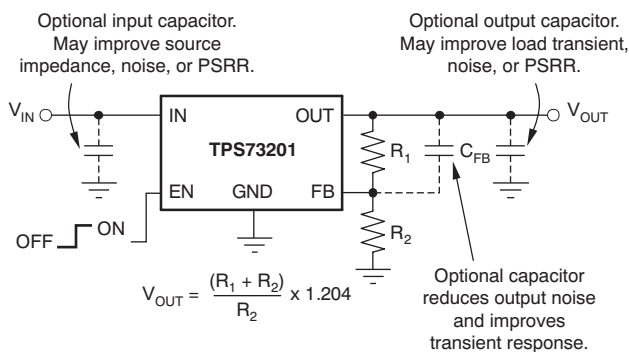 Optional input capacitor.
May improve source
impedance, noise, or PSRR.
Optional output capacitor.
May improve load transient,
noise, or PSRR.
V_IN
IN
OUT
V_OUT
TPS73201
R_1
C_FB
EN
GND
FB
OFF
ON
R_2
V_OUT = (R_1 + R_2) / R_2 x 1.204
Optional capacitor
reduces output noise
and improves
transient response.